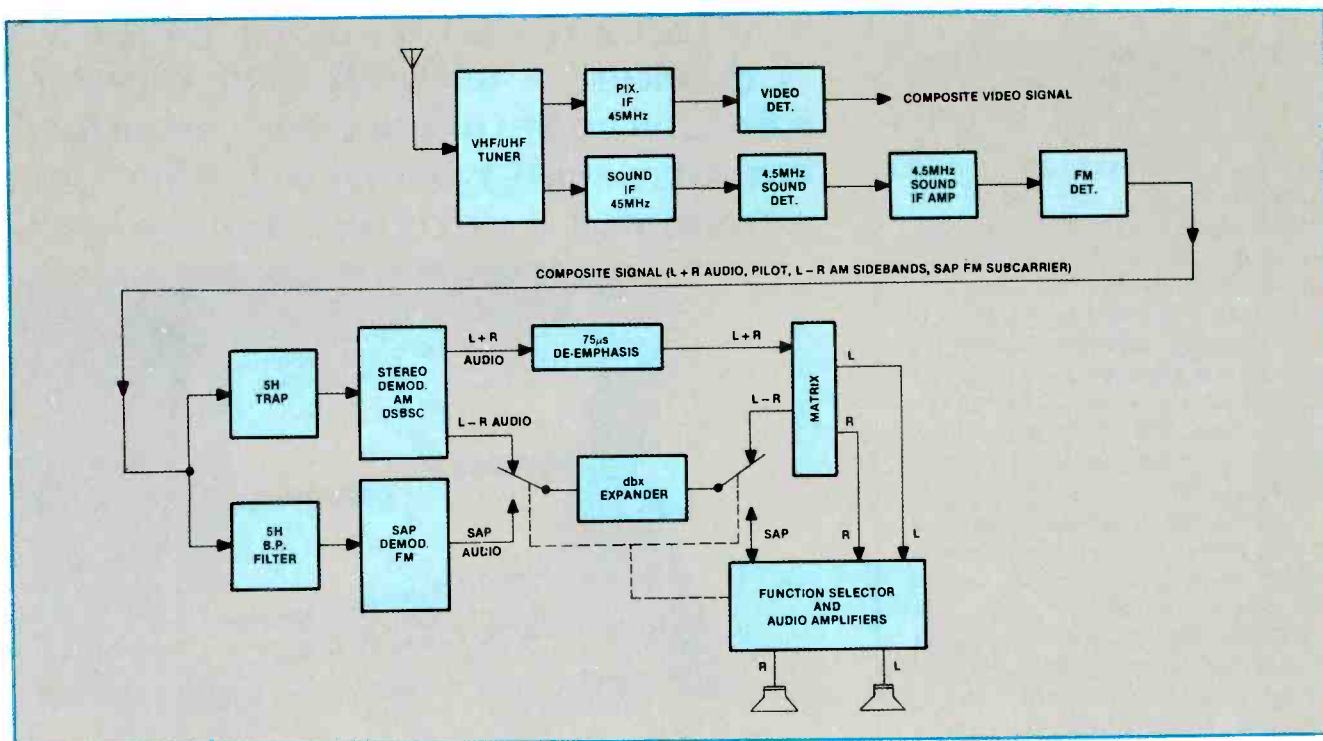 VHF/UHF
TUNER
PIX.
IF
45MHz
VIDEO
DET.
COMPOSITE VIDEO SIGNAL
SOUND
IF
45MHz
4.5MHz
SOUND
DET.
4.5MHz
SOUND
IF AMP
FM
DET.
COMPOSITE SIGNAL (L + R AUDIO, PILOT, L – R AM SIDEBANDS, SAP FM SUBCARRIER)
5H
TRAP
STEREO
DEMOD.
AM
DSBSC
L + R
AUDIO
75µs
DE-EMPHASIS
L + R
MATRIX
L
R
L – R
L – R AUDIO
dbx
EXPANDER
5H
B.P.
FILTER
SAP
DEMOD.
FM
SAP
AUDIO
SAP
R
L
FUNCTION SELECTOR
AND
AUDIO AMPLIFIERS
R
L